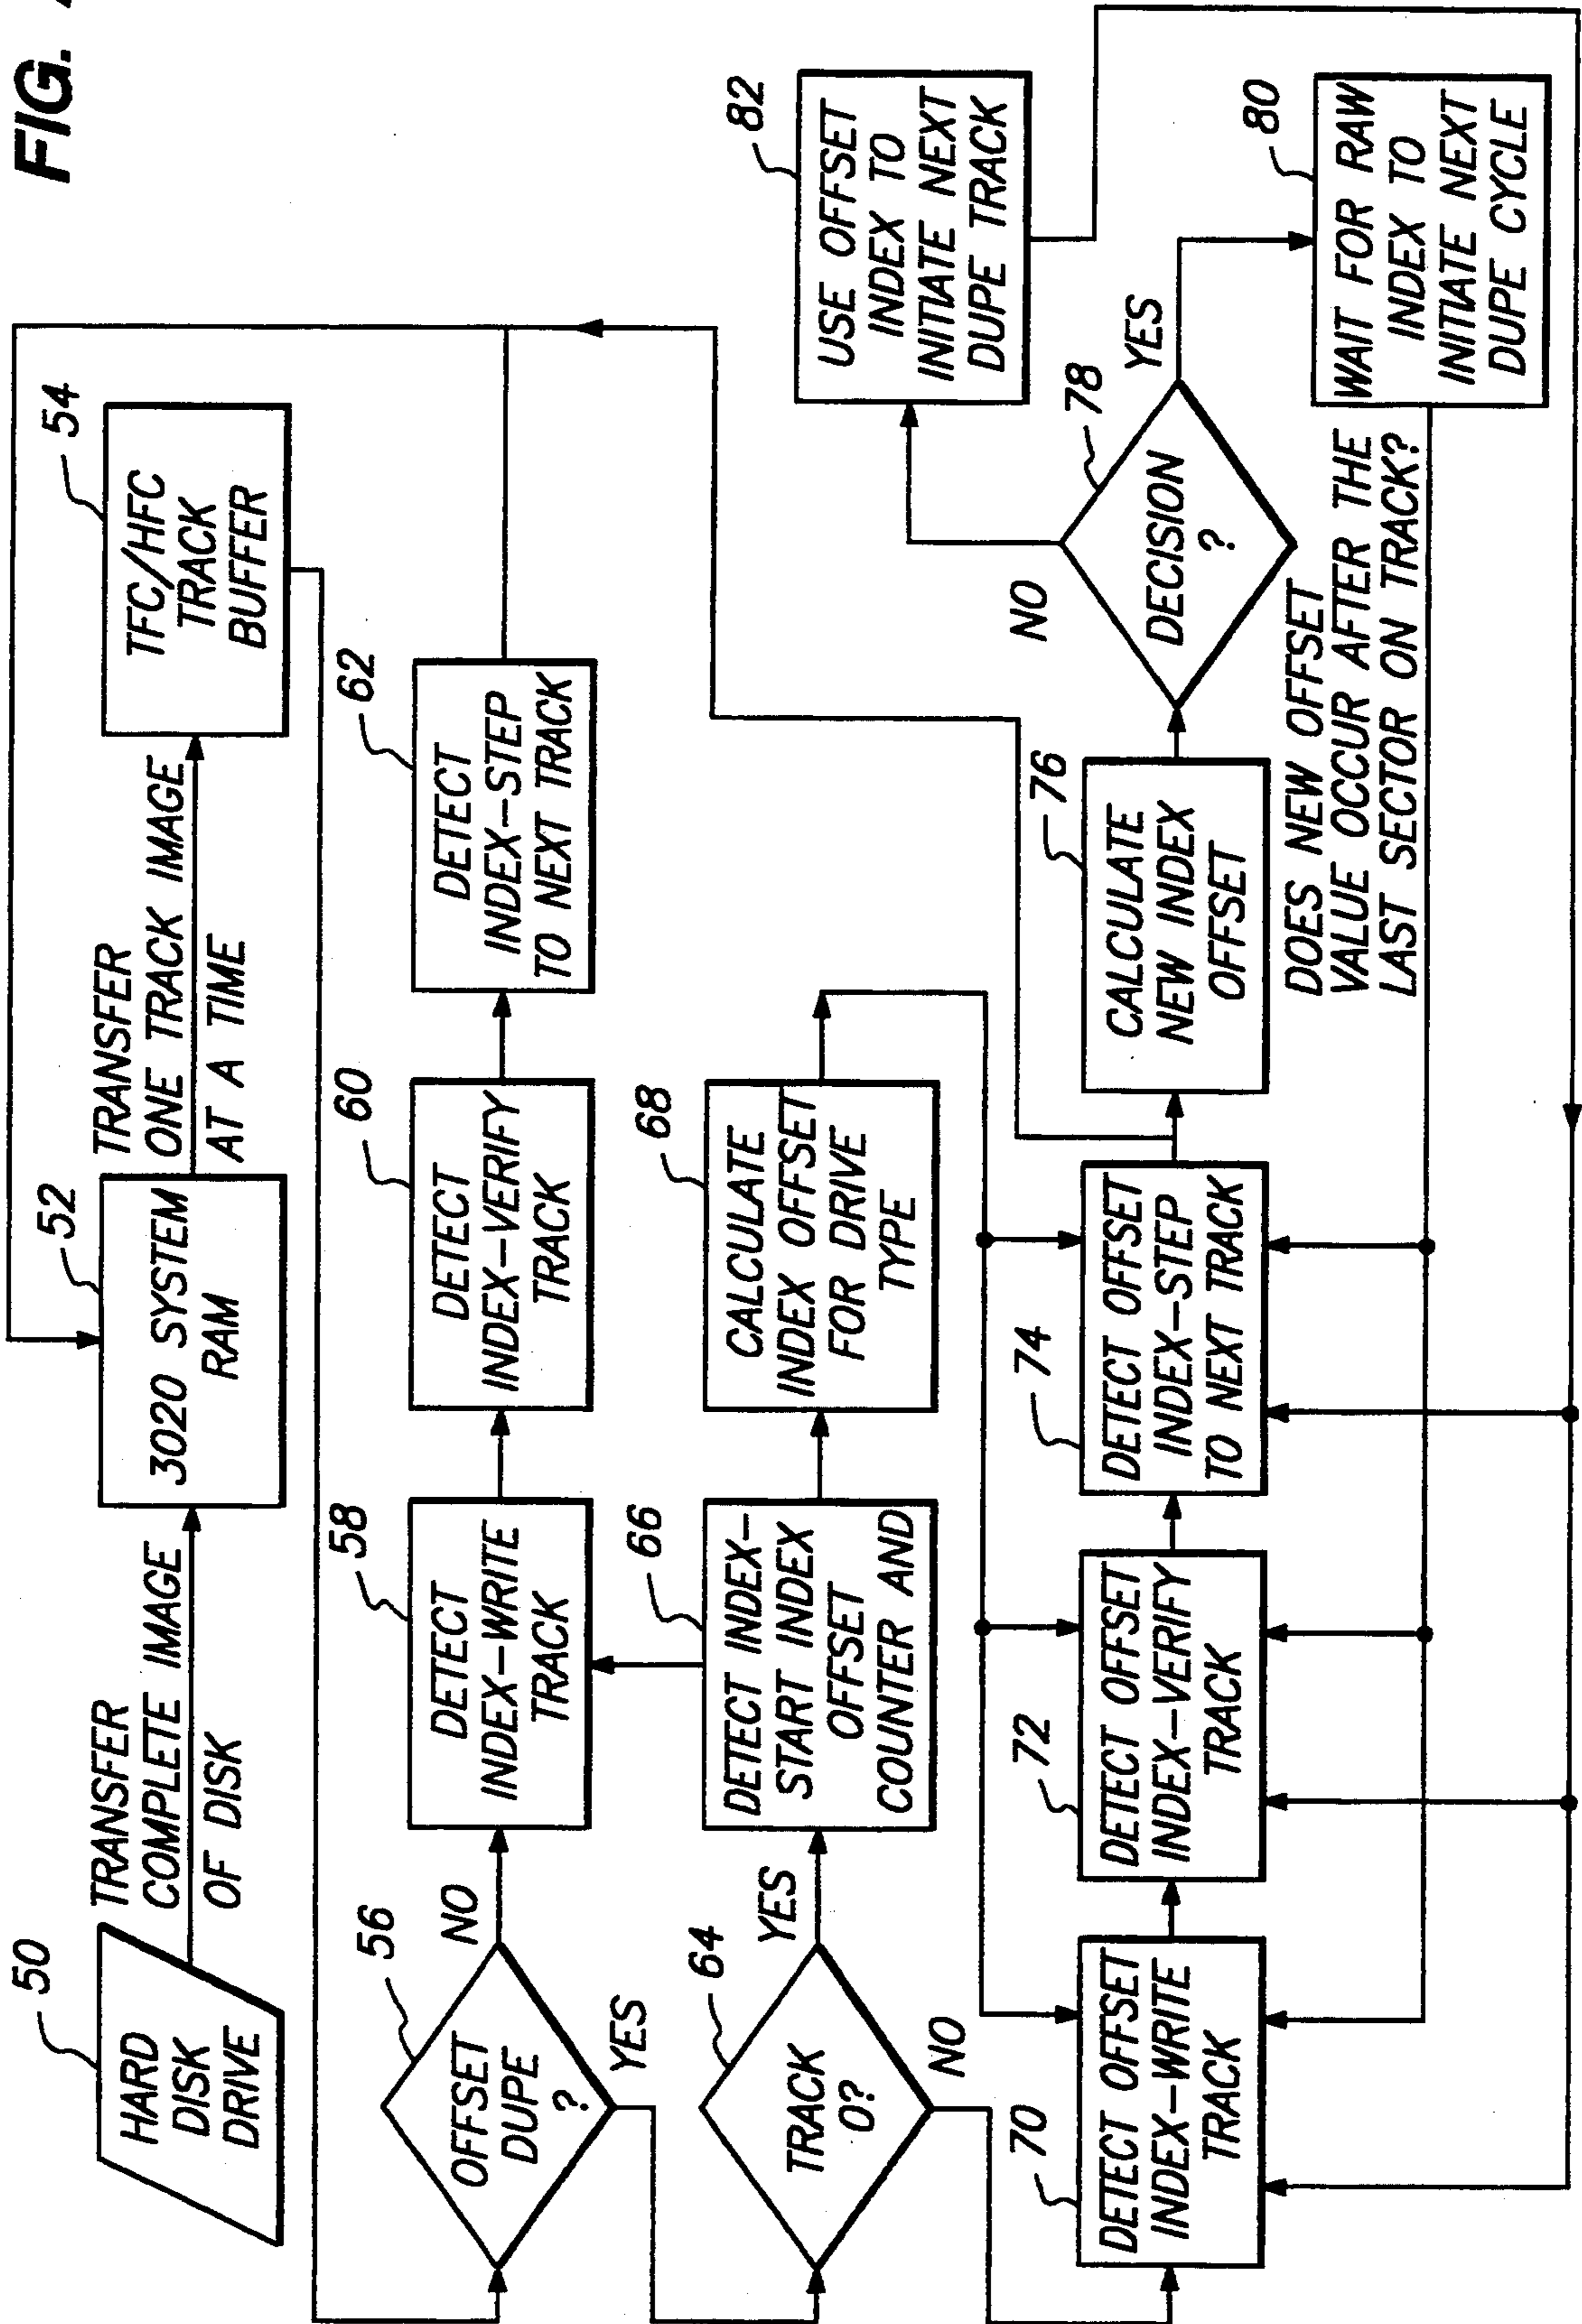 FIG.
50
HARD
DISK
DRIVE
TRANSFER
COMPLETE IMAGE
OF DISK
52
3020 SYSTEM
RAM
TRANSFER
ONE TRACK IMAGE
AT A TIME
54
TFC/HFC
TRACK
BUFFER
56
OFFSET
DUPE
?
NO
YES
58
DETECT
INDEX-WRITE
TRACK
60
DETECT
INDEX-VERIFY
TRACK
62
DETECT
INDEX-STEP
TO NEXT TRACK
64
TRACK
0?
YES
NO
66
DETECT INDEX-
START INDEX
OFFSET
COUNTER AND
68
CALCULATE
INDEX OFFSET
FOR DRIVE
TYPE
70
DETECT OFFSET
INDEX-WRITE
TRACK
72
DETECT OFFSET
INDEX-VERIFY
TRACK
74
DETECT OFFSET
INDEX-STEP
TO NEXT TRACK
76
CALCULATE
NEW INDEX
OFFSET
78
DECISION
?
NO
YES
DOES NEW OFFSET
VALUE OCCUR AFTER THE
LAST SECTOR ON TRACK?
82
USE OFFSET
INDEX TO
INITIATE NEXT
DUPE TRACK
80
WAIT FOR RAW
INDEX TO
INITIATE NEXT
DUPE CYCLE